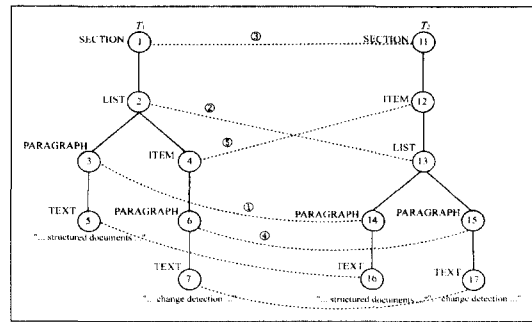 T₁ T₂
SECTION 1 ③ SECTION 11
LIST 2 ② ITEM 12
⑤ LIST 13
PARAGRAPH 3 ITEM 4
① PARAGRAPH 14 PARAGRAPH 15
TEXT 5 PARAGRAPH 6 ④
"... structured documents ..."
TEXT 7 TEXT 16 TEXT 17
"... change detection ..." "... structured documents ..." "... change detection ..."